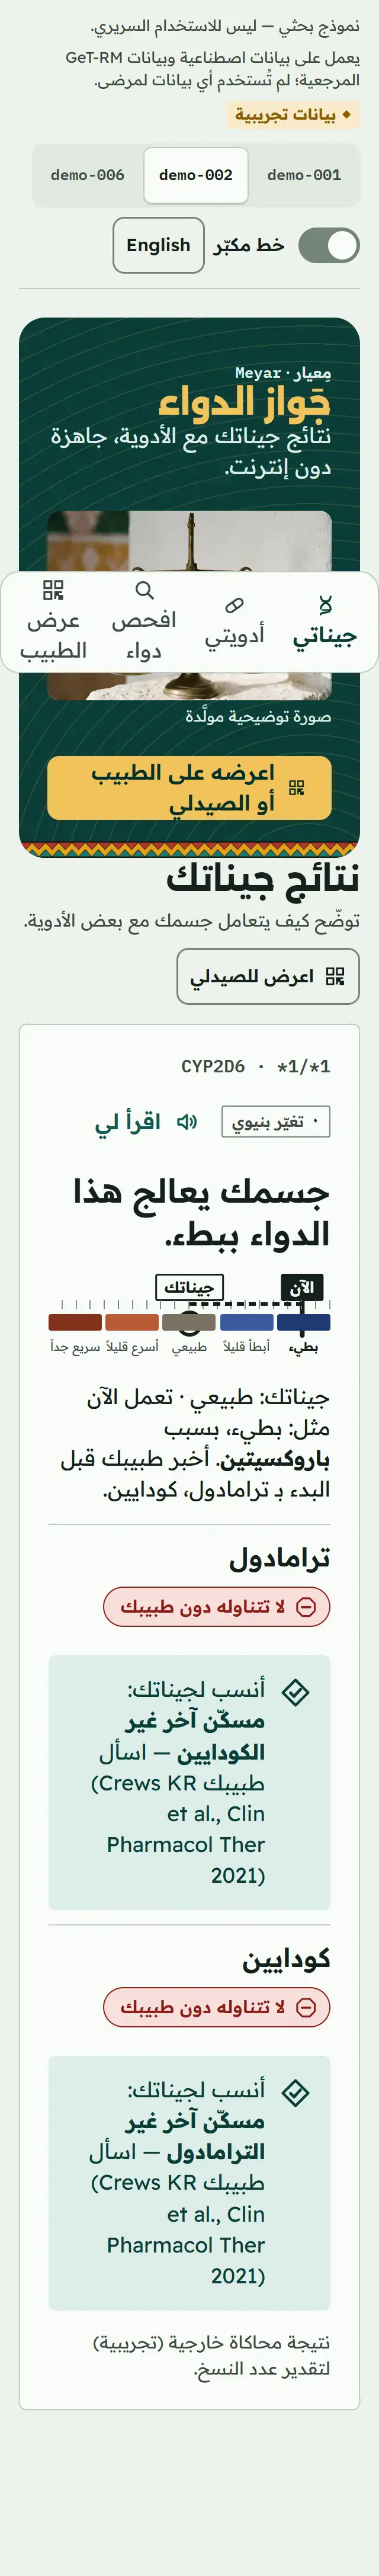 نموذج بحثي — ليس للاستخدام السريري.
يعمل على بيانات اصطناعية وبيانات GeT-RM
المرجعية؛ لم تُستخدم أي بيانات لمرضى.
◆ بيانات تجريبية
demo-001
demo-002
demo-006
خط مكبّر
English
مِعيار · Meyar
جَواز الدواء
نتائج جيناتك مع الأدوية، جاهزة
دون إنترنت.
جيناتي
أدويتي
افحص
دواء
عرض
الطبيب
صورة توضيحية مولَّدة
اعرضه على الطبيب
أو الصيدلي
نتائج جيناتك
توضّح كيف يتعامل جسمك مع بعض الأدوية.
اعرض للصيدلي
CYP2D6 · *1/*1
· تغيّر بنيوي
اقرأ لي
جسمك يعالج هذا
الدواء ببطء.
الآن
جيناتك
بطيء
أبطأ قليلاً
طبيعي
أسرع قليلاً
سريع جداً
جيناتك: طبيعي · تعمل الآن
مثل: بطيء، بسبب
باروكسيتين. أخبر طبيبك قبل
البدء بـ ترامادول، كودايين.
ترامادول
لا تتناوله دون طبيبك
أنسب لجيناتك:
مسكّن آخر غير
الكودايين — اسأل
طبيبك (Crews KR
et al., Clin
Pharmacol Ther
2021)
كودايين
لا تتناوله دون طبيبك
أنسب لجيناتك:
مسكّن آخر غير
الترامادول — اسأل
طبيبك (Crews KR
et al., Clin
Pharmacol Ther
2021)
نتيجة محاكاة خارجية (تجريبية)
لتقدير عدد النسخ.